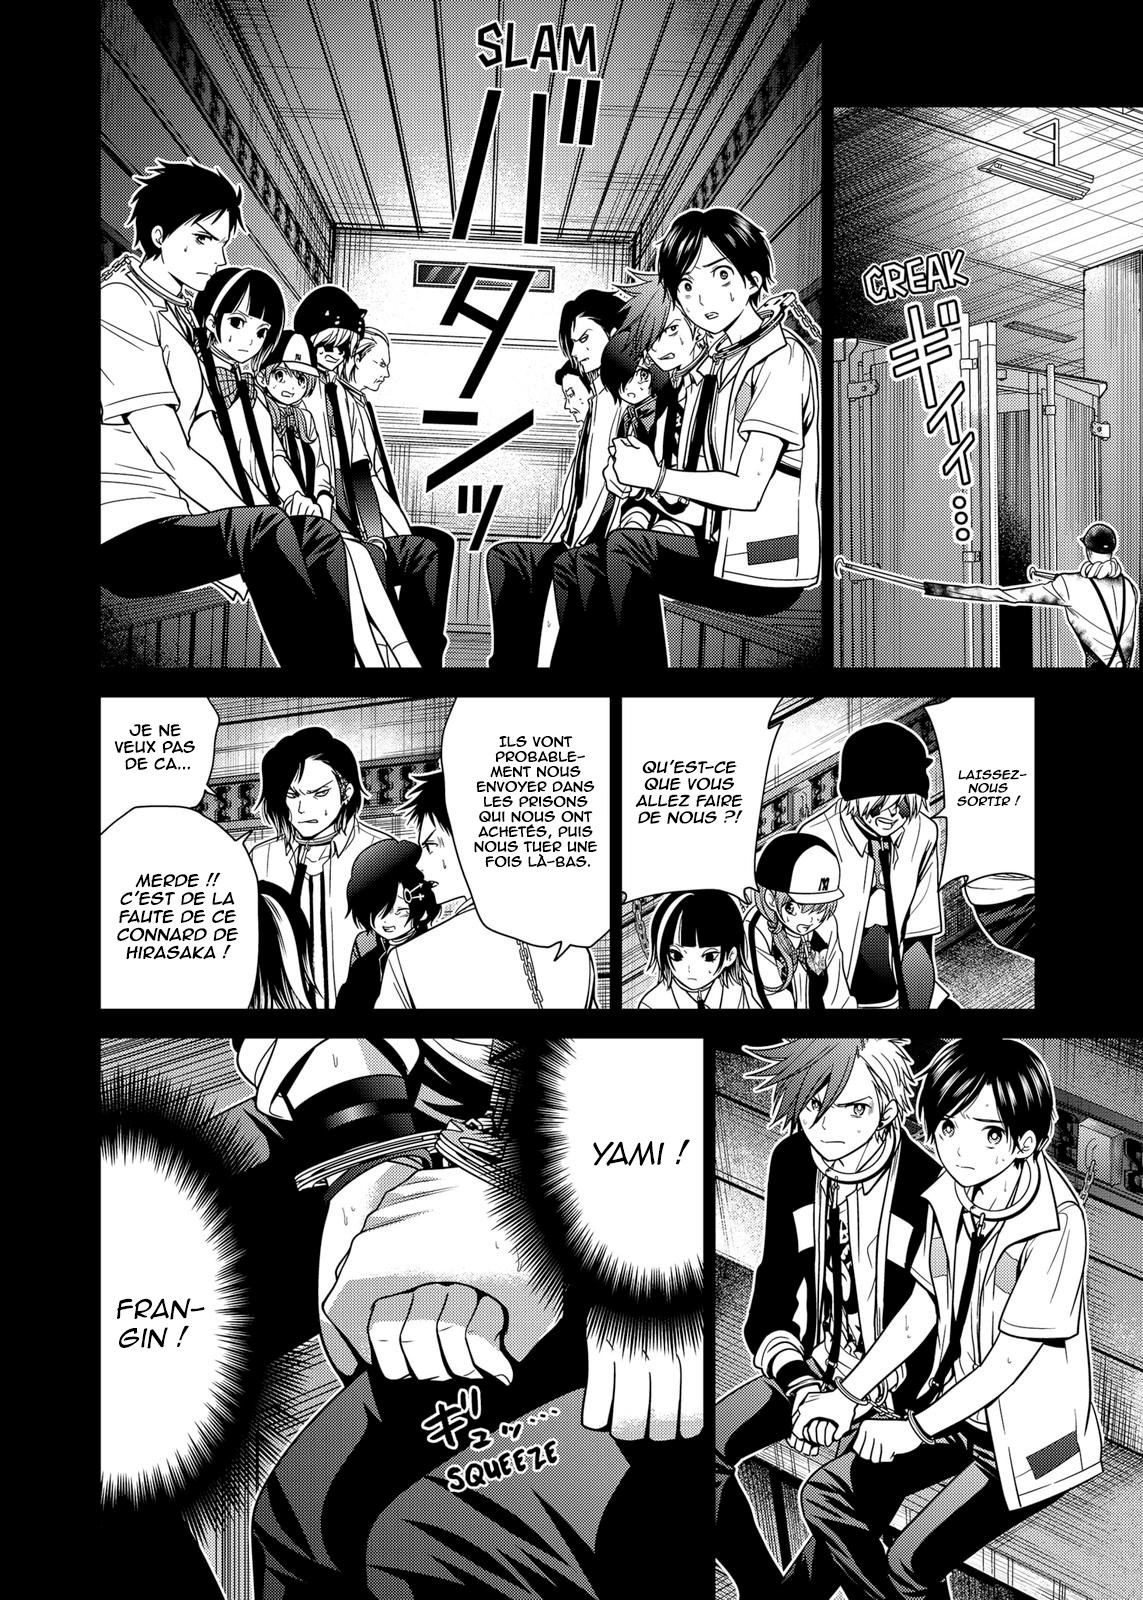 CREAK
ギィィ...
SLAM
バタンッ
LAISSEZ-
NOUS
SORTIR !
QU'EST-CE
QUE VOUS
ALLEZ FAIRE
DE NOUS ?!
ILS VONT
PROBABLE-
MENT NOUS
ENVOYER DANS
LES PRISONS
QUI NOUS ONT
ACHETÉS, PUIS
NOUS TUER UNE
FOIS LÀ-BAS.
JE NE
VEUX PAS
DE ÇA...
MERDE !!
C'EST DE LA
FAUTE DE CE
CONNARD DE
HIRASAKA !
YAMI !
FRAN-
GIN !
ギュッ...
SQUEEZE